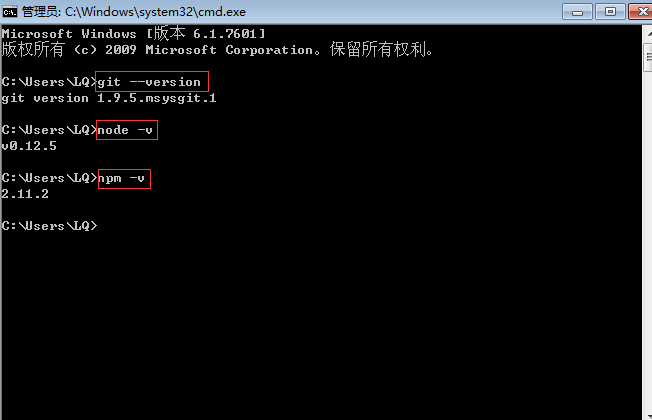 管理员: C:\Windows\system32\cmd.exe
Microsoft Windows [版本 6.1.7601]
版权所有 (c) 2009 Microsoft Corporation。保留所有权利。
C:\Users\LQ>git --version
git version 1.9.5.msysgit.1
C:\Users\LQ>node -v
v0.12.5
C:\Users\LQ>npm -v
2.11.2
C:\Users\LQ>